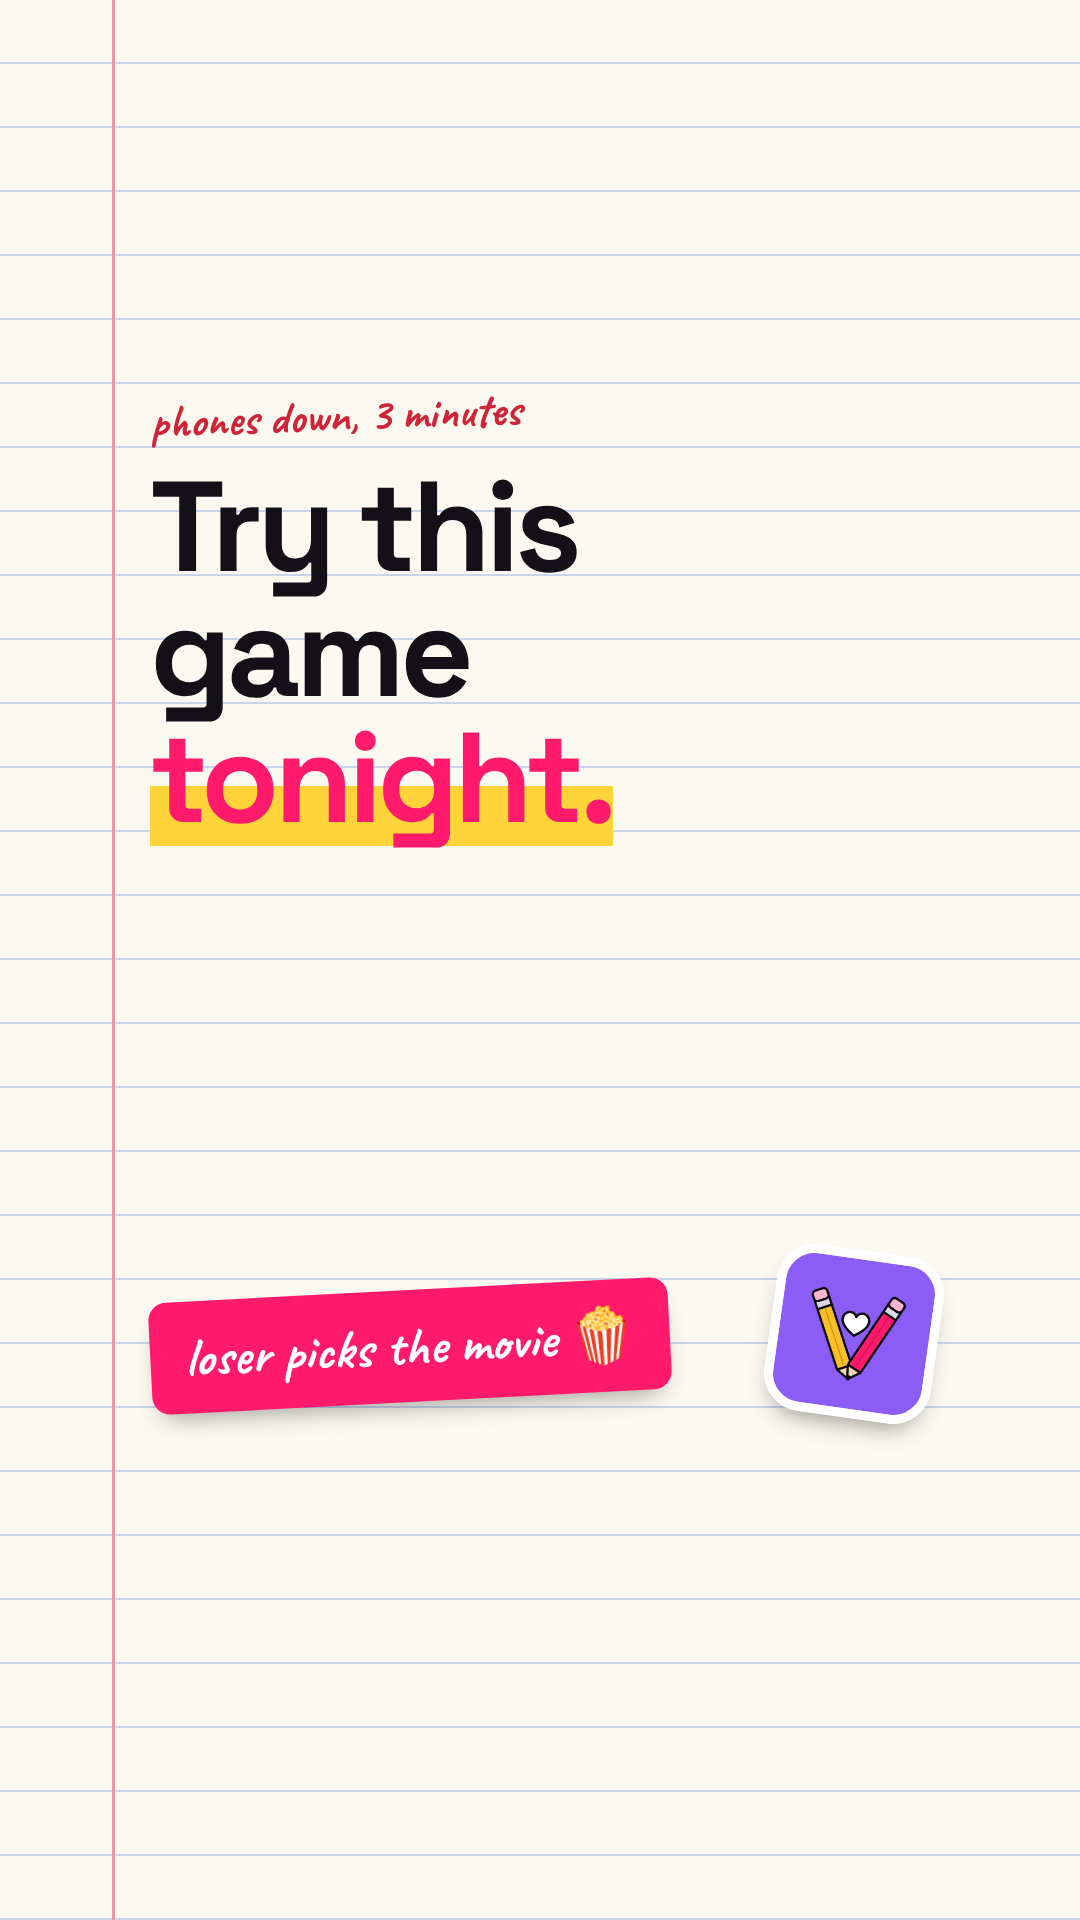 phones down, 3 minutes
Try this
game
tonight.
loser picks the movie 🍿